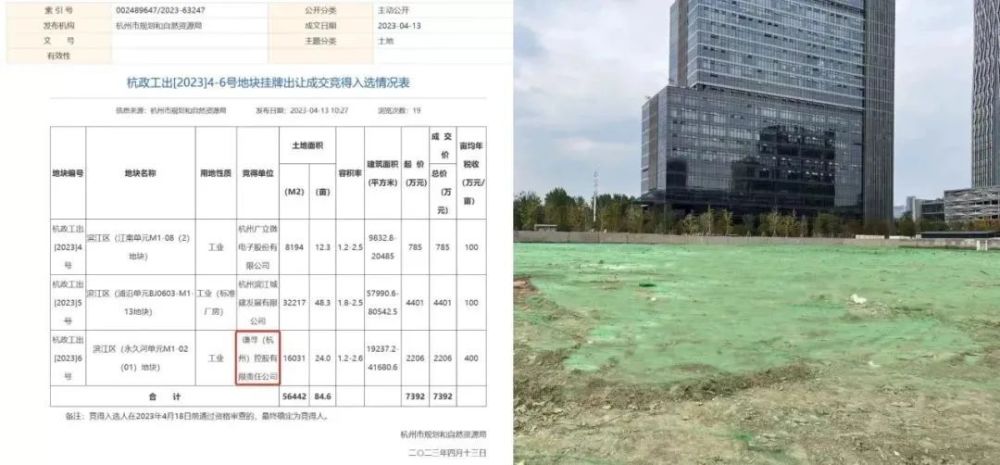 索 引 号 002489647/2023-63247 公开分类 主动公开
发布机构 杭州市规划和自然资源局 成文日期 2023-04-13
文 号 主题分类 土地
有效性
杭政工出[2023]4-6号地块挂牌出让成交竞得入选情况表
信息来源：杭州市规划和自然资源局 发布日期：2023-04-13 10:27 浏览次数：19
地块编号 地块名称 用地性质 竞得单位 土地面积 (M2) (亩) 容积率 建筑面积(平方米) 起 价(万元) 成 交 价 总价(万元) 亩均年税收(万元/亩)
杭政工出[2023]4号 滨江区（江南单元M1-08（2）地块） 工业 杭州广立微电子股份有限公司 8194 12.3 1.2-2.5 9832.8-20485 785 785 100
杭政工出[2023]5号 滨江区（浦沿单元BJ0603-M1-13地块） 工业（标准厂房） 杭州滨江城建发展有限公司 32217 48.3 1.8-2.5 57990.6-80542.5 4401 4401 100
杭政工出[2023]6号 滨江区（永久河单元M1-02（01）地块） 工业 （杭州）控股有限责任公司 16031 24.0 1.2-2.6 19237.2-41680.6 2206 2206 400
合 计 56442 84.6 7392 7392
备注：竞得入选人在2023年4月18日前通过资格审查的，最终确定为竞得人。
杭州市规划和自然资源局
二〇二三年四月十三日